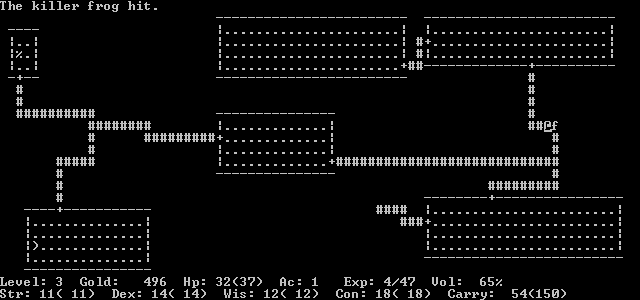 The killer frog hit.
Level: 3 Gold: 496 Hp: 32(37) Ac: 1 Exp: 4/47 Vol: 65%
Str: 11( 11) Dex: 14( 14) Wis: 12( 12) Con: 18( 18) Carry: 54(150)